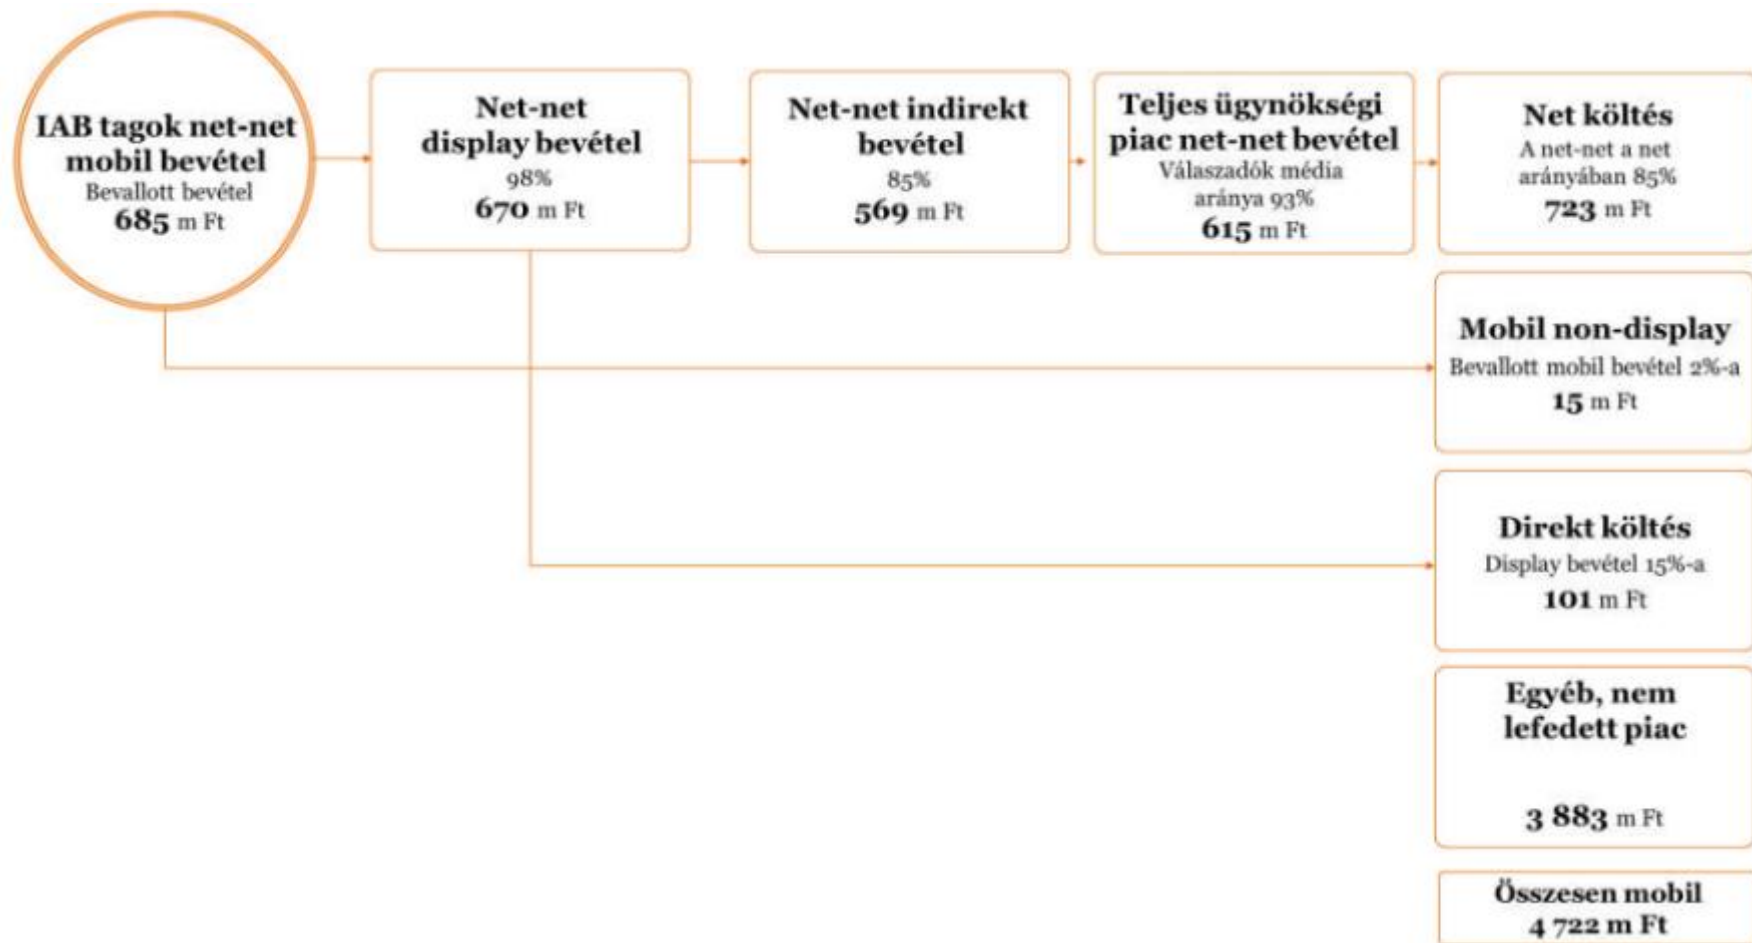 IAB tagok net-net
mobil bevétel
Bevallott bevétel
685 m Ft
Net-net
display bevétel
98%
670 m Ft
Net-net indirekt
bevétel
85%
569 m Ft
Teljes ügynökségi
piac net-net bevétel
Válaszadók média
aránya 93%
615 m Ft
Net költés
A net-net a net
arányában 85%
723 m Ft
Mobil non-display
Bevallott mobil bevétel 2%-a
15 m Ft
Direkt költés
Display bevétel 15%-a
101 m Ft
Egyéb, nem
lefedett piac
3 883 m Ft
Összesen mobil
4 722 m Ft